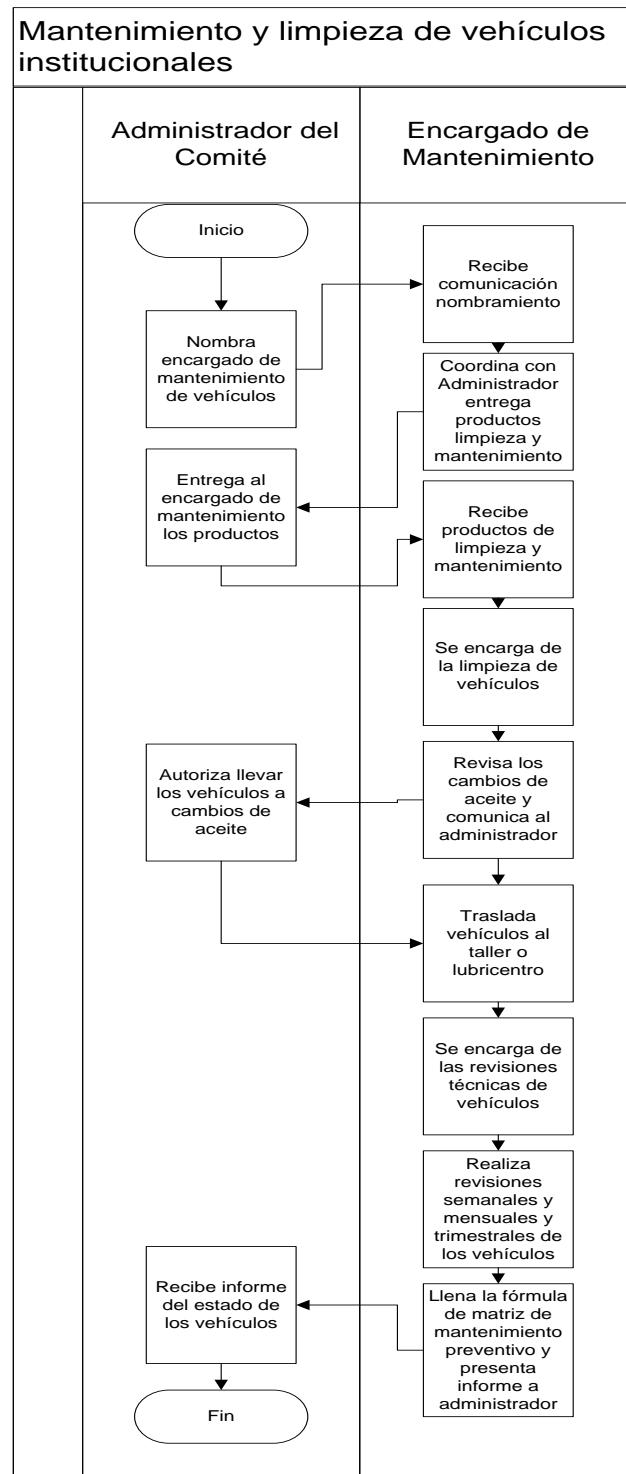 Mantenimiento y limpieza de vehículos
institucionales
Administrador del
Comité
Encargado de
Mantenimiento
Inicio
Recibe
comunicación
nombramiento
Nombra
encargado de
mantenimiento
de vehículos
Coordina con
Administrador
entrega
productos
limpieza y
mantenimiento
Entrega al
encargado de
mantenimiento
los productos
Recibe
productos de
limpieza y
mantenimiento
Se encarga de
la limpieza de
vehículos
Revisa los
cambios de
aceite y
comunica al
administrador
Autoriza llevar
los vehículos a
cambios de
aceite
Traslada
vehículos al
taller o
lubricentro
Se encarga de
las revisiones
técnicas de
vehículos
Realiza
revisiones
semanales y
mensuales y
trimestrales de
los vehículos
Llena la fórmula
de matriz de
mantenimiento
preventivo y
presenta
informe a
administrador
Recibe informe
del estado de
los vehículos
Fin